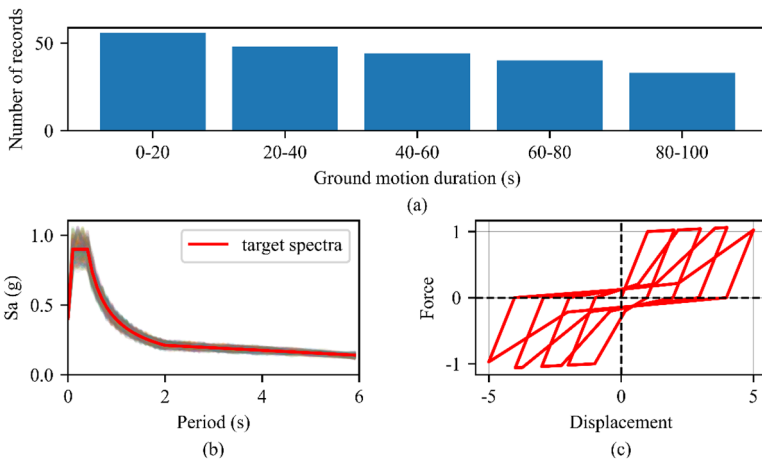 Number of records
50
0
0-20 20-40 40-60 60-80 80-100
Ground motion duration (s)
(a)
Sa (g)
1.0
0.5
0.0
target spectra
0 2 4 6
Period (s)
(b)
Force
1
0
-1
-5 0 5
Displacement
(c)